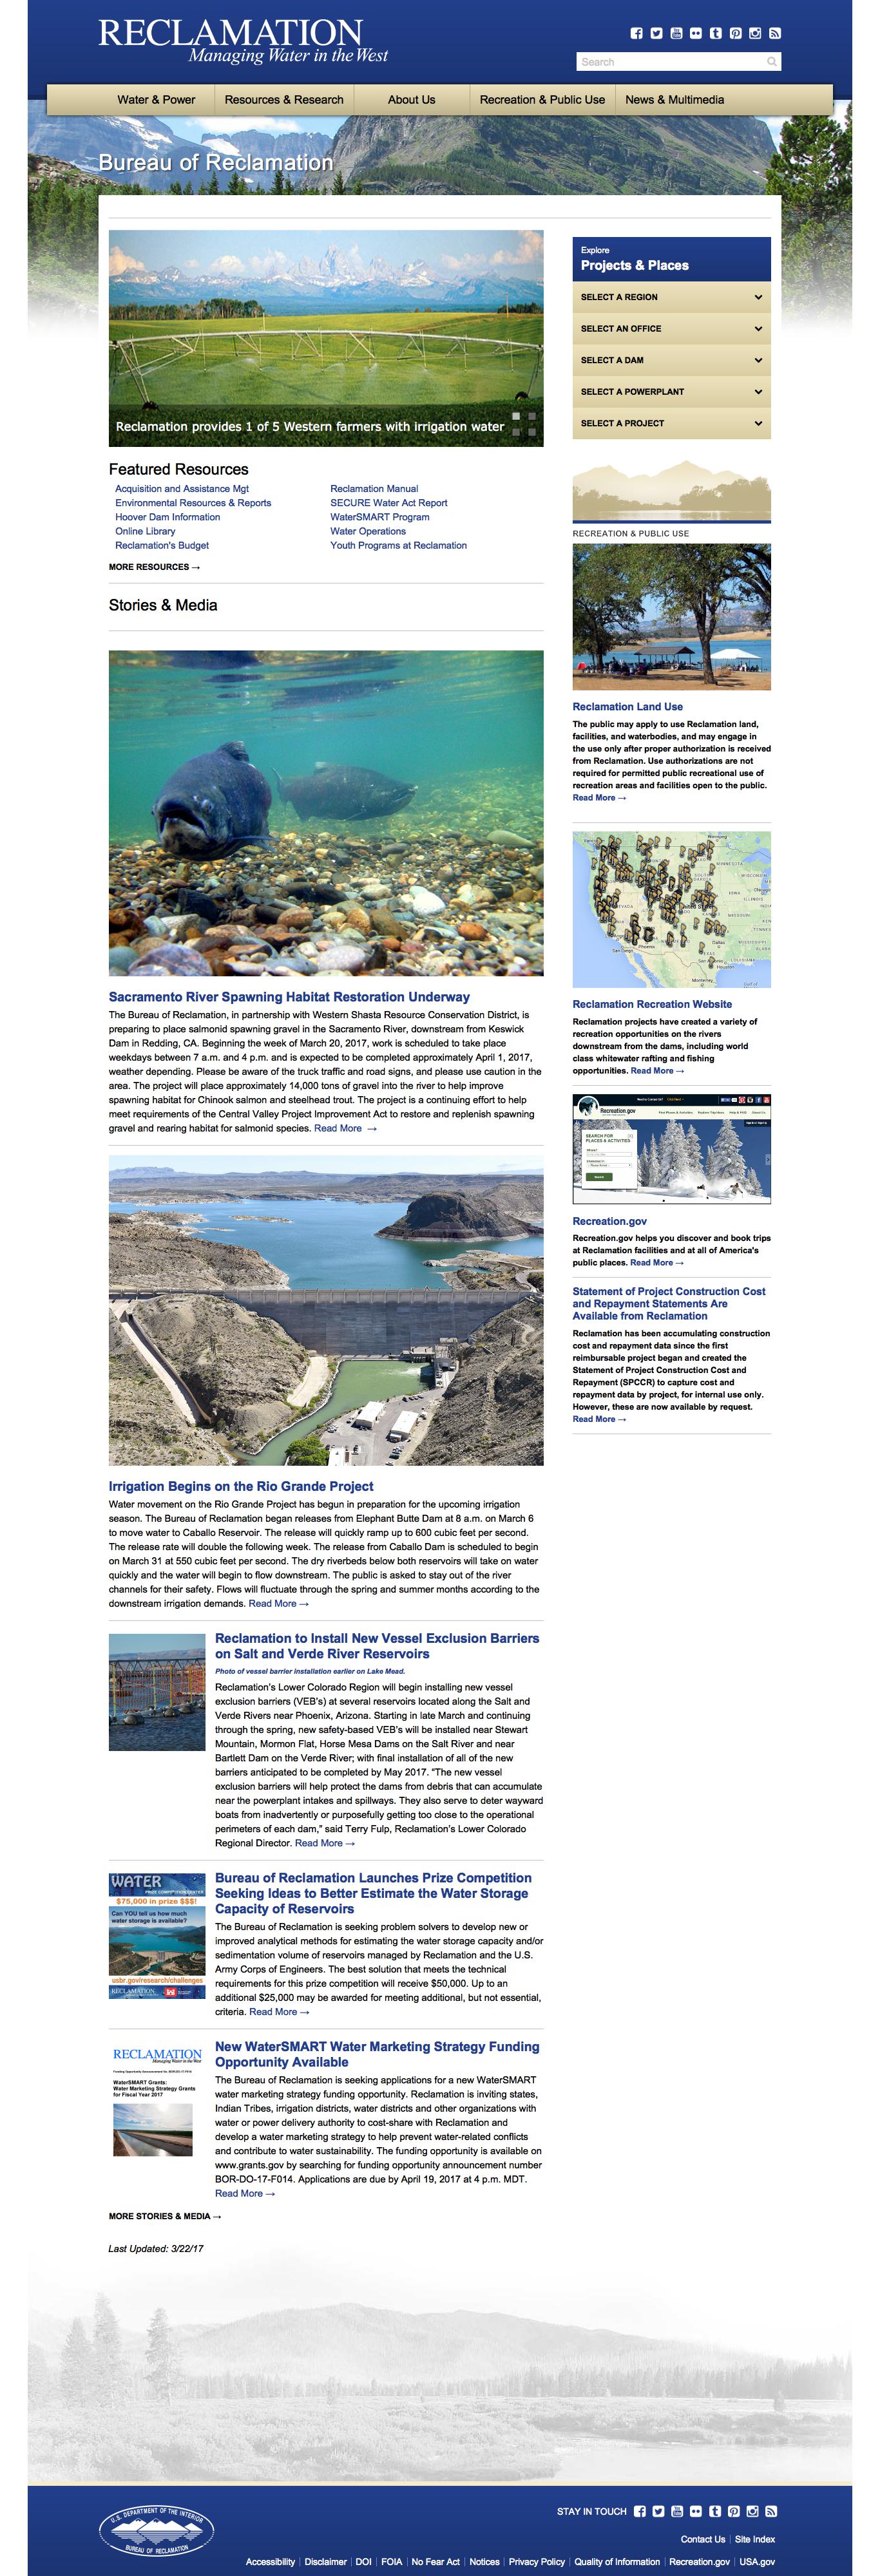 RECLAMATION
Managing Water in the West
Search
Water & Power
Resources & Research
About Us
Recreation & Public Use
News & Multimedia
Bureau of Reclamation
Reclamation provides 1 of 5 Western farmers with irrigation water
Featured Resources
Acquisition and Assistance Mgt
Environmental Resources & Reports
Hoover Dam Information
Online Library
Reclamation's Budget
Reclamation Manual
SECURE Water Act Report
WaterSMART Program
Water Operations
Youth Programs at Reclamation
MORE RESOURCES →
Stories & Media
Sacramento River Spawning Habitat Restoration Underway
The Bureau of Reclamation, in partnership with Western Shasta Resource Conservation District, is
preparing to place salmonid spawning gravel in the Sacramento River, downstream from Keswick
Dam in Redding, CA. Beginning the week of March 20, 2017, work is scheduled to take place
weekdays between 7 a.m. and 4 p.m. and is expected to be completed approximately April 1, 2017,
weather depending. Please be aware of the truck traffic and road signs, and please use caution in the
area. The project will place approximately 14,000 tons of gravel into the river to help improve
spawning habitat for Chinook salmon and steelhead trout. The project is a continuing effort to help
meet requirements of the Central Valley Project Improvement Act to restore and replenish spawning
gravel and rearing habitat for salmonid species. Read More →
Irrigation Begins on the Rio Grande Project
Water movement on the Rio Grande Project has begun in preparation for the upcoming irrigation
season. The Bureau of Reclamation began releases from Elephant Butte Dam at 8 a.m. on March 6
to move water to Caballo Reservoir. The release will quickly ramp up to 600 cubic feet per second.
The release rate will double the following week. The release from Caballo Dam is scheduled to begin
on March 31 at 550 cubic feet per second. The dry riverbeds below both reservoirs will take on water
quickly and the water will begin to flow downstream. The public is asked to stay out of the river
channels for their safety. Flows will fluctuate through the spring and summer months according to the
downstream irrigation demands. Read More →
Reclamation to Install New Vessel Exclusion Barriers
on Salt and Verde River Reservoirs
Photo of vessel barrier installation earlier on Lake Mead.
Reclamation's Lower Colorado Region will begin installing new vessel
exclusion barriers (VEB's) at several reservoirs located along the Salt and
Verde Rivers near Phoenix, Arizona. Starting in late March and continuing
through the spring, new safety-based VEB's will be installed near Stewart
Mountain, Mormon Flat, Horse Mesa Dams on the Salt River and near
Bartlett Dam on the Verde River; with final installation of all of the new
barriers anticipated to be completed by May 2017. "The new vessel
exclusion barriers will help protect the dams from debris that can accumulate
near the powerplant intakes and spillways. They also serve to deter wayward
boats from inadvertently or purposefully getting too close to the operational
perimeters of each dam," said Terry Fulp, Reclamation's Lower Colorado
Regional Director. Read More →
WATER
$75,000 in prize $$$!
Can YOU tell us how much
water storage is available?
usbr.gov/research/challenges
RECLAMATION
Bureau of Reclamation Launches Prize Competition
Seeking Ideas to Better Estimate the Water Storage
Capacity of Reservoirs
The Bureau of Reclamation is seeking problem solvers to develop new or
improved analytical methods for estimating the water storage capacity and/or
sedimentation volume of reservoirs managed by Reclamation and the U.S.
Army Corps of Engineers. The best solution that meets the technical
requirements for this prize competition will receive $50,000. Up to an
additional $25,000 may be awarded for meeting additional, but not essential,
criteria. Read More →
RECLAMATION
Managing Water in the West
WaterSMART Grants:
Water Marketing Strategy Grants
for Fiscal Year 2017
New WaterSMART Water Marketing Strategy Funding
Opportunity Available
The Bureau of Reclamation is seeking applications for a new WaterSMART
water marketing strategy funding opportunity. Reclamation is inviting states,
Indian Tribes, irrigation districts, water districts and other organizations with
water or power delivery authority to cost-share with Reclamation and
develop a water marketing strategy to help prevent water-related conflicts
and contribute to water sustainability. The funding opportunity is available on
www.grants.gov by searching for funding opportunity announcement number
BOR-DO-17-F014. Applications are due by April 19, 2017 at 4 p.m. MDT.
Read More →
MORE STORIES & MEDIA →
Last Updated: 3/22/17
Explore
Projects & Places
SELECT A REGION
SELECT AN OFFICE
SELECT A DAM
SELECT A POWERPLANT
SELECT A PROJECT
RECREATION & PUBLIC USE
Reclamation Land Use
The public may apply to use Reclamation land,
facilities, and waterbodies, and may engage in
the use only after proper authorization is received
from Reclamation. Use authorizations are not
required for permitted public recreational use of
recreation areas and facilities open to the public.
Read More →
Reclamation Recreation Website
Reclamation projects have created a variety of
recreation opportunities on the rivers
downstream from the dams, including world
class whitewater rafting and fishing
opportunities. Read More →
Recreation.gov
SEARCH FOR
PLACES & ACTIVITIES
Recreation.gov
Recreation.gov helps you discover and book trips
at Reclamation facilities and at all of America's
public places. Read More →
Statement of Project Construction Cost
and Repayment Statements Are
Available from Reclamation
Reclamation has been accumulating construction
cost and repayment data since the first
reimbursable project began and created the
Statement of Project Construction Cost and
Repayment (SPCCR) to capture cost and
repayment data by project, for internal use only.
However, these are now available by request.
Read More →
U.S. DEPARTMENT OF THE INTERIOR
BUREAU OF RECLAMATION
STAY IN TOUCH
Contact Us | Site Index
Accessibility | Disclaimer | DOI | FOIA | No Fear Act | Notices | Privacy Policy | Quality of Information | Recreation.gov | USA.gov